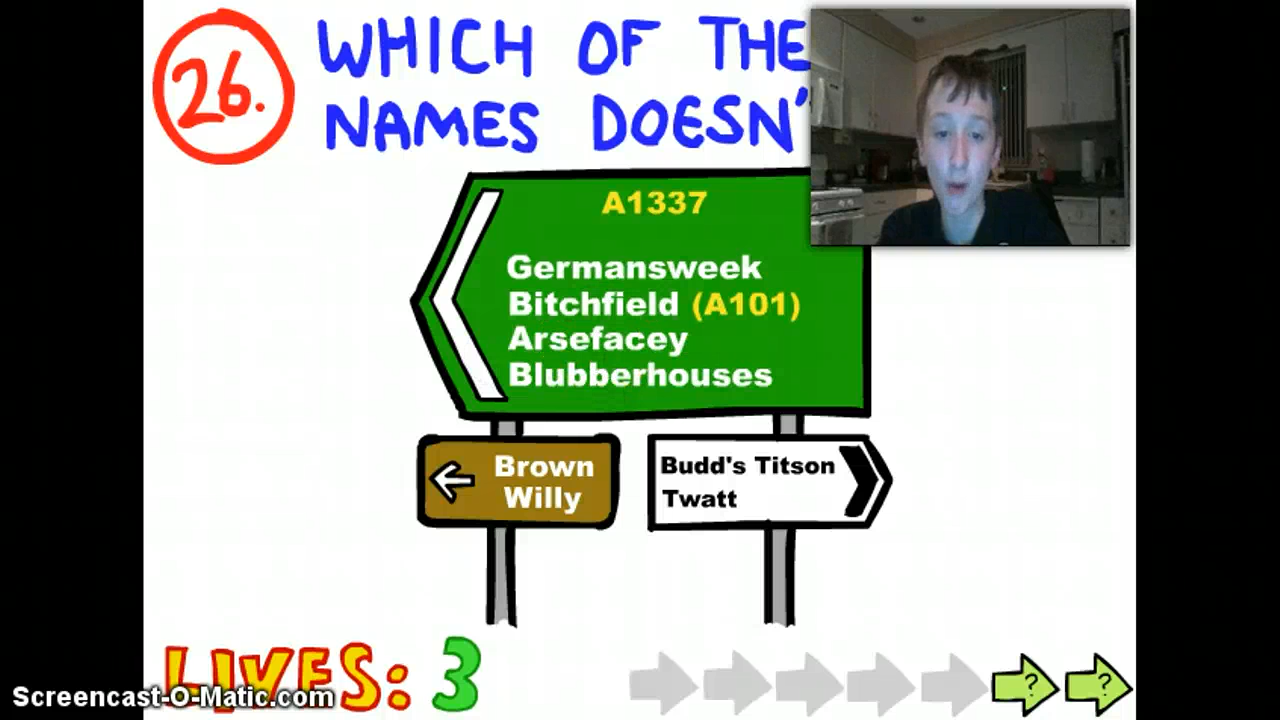 26.
WHICH OF THE
NAMES DOESN'
A1337
Germansweek
Bitchfield (A101)
Arsefacey
Blubberhouses
Brown
Willy
Budd's Titson
Twatt
LIVES: 3
? ?
Screencast-O-Matic.com